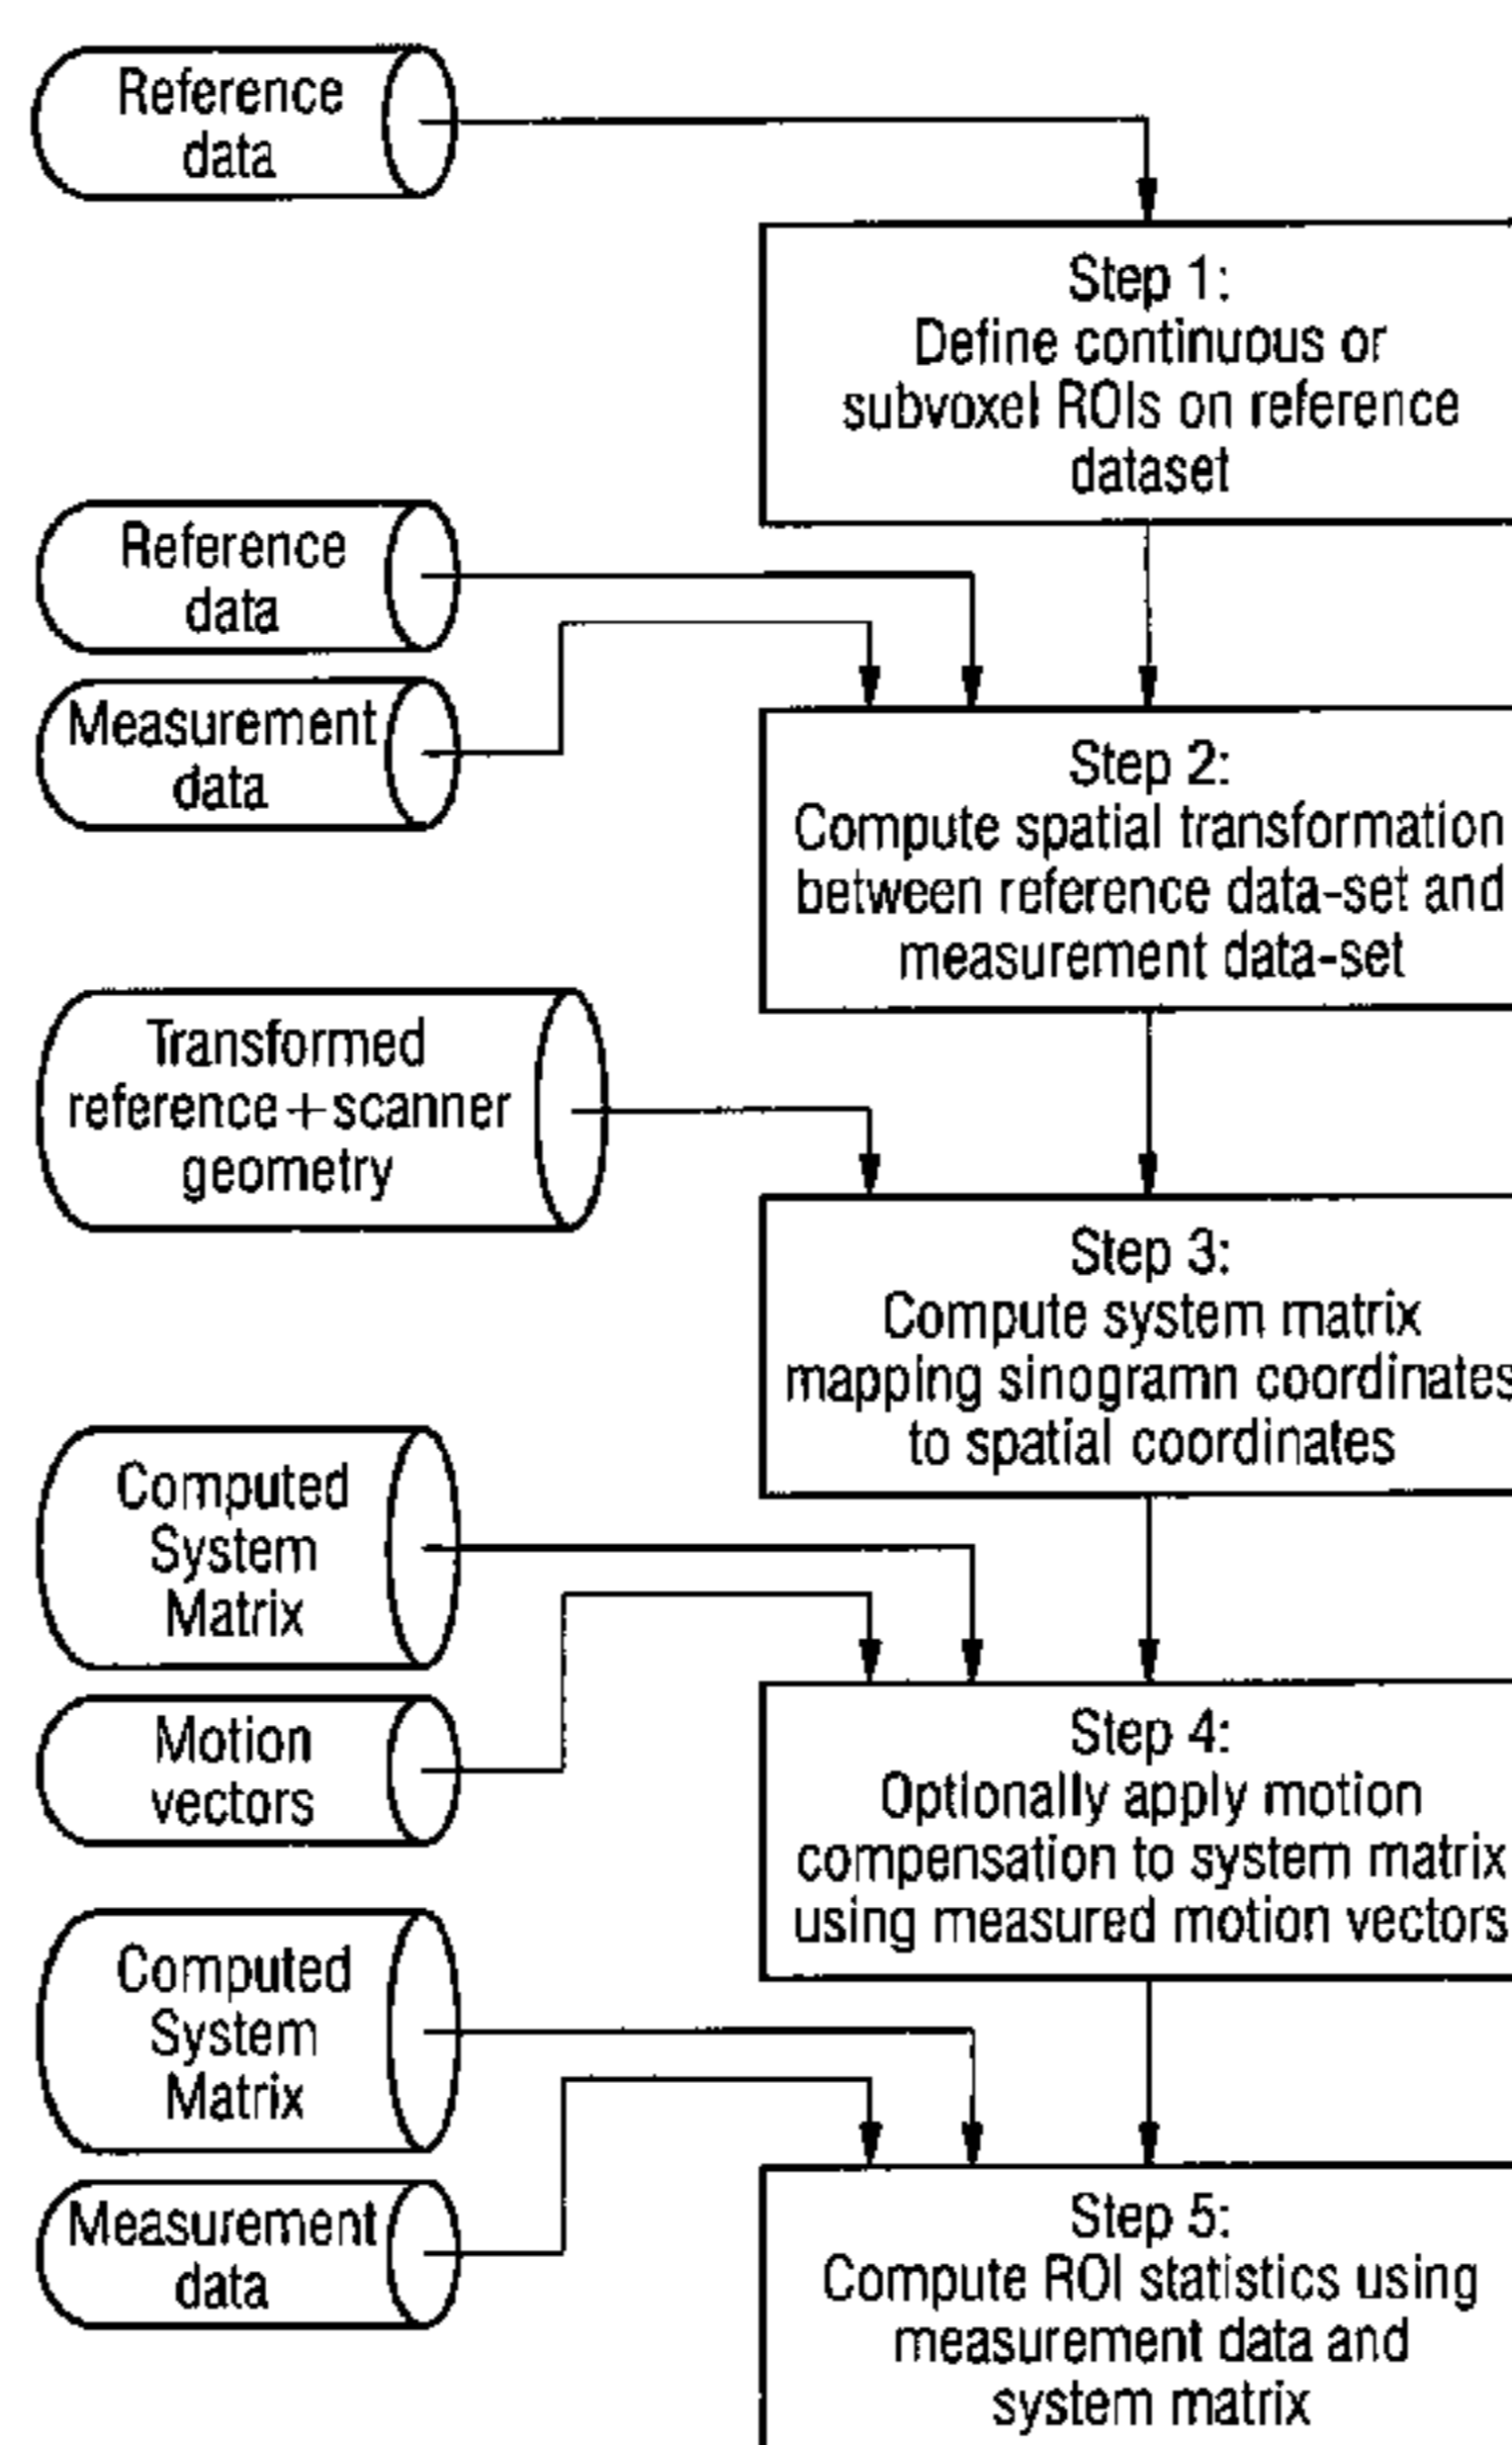 Reference
data
Step 1:
Define continuous or
subvoxel ROIs on reference
dataset
Reference
data
Measurement
data
Step 2:
Compute spatial transformation
between reference data-set and
measurement data-set
Transformed
reference+scanner
geometry
Step 3:
Compute system matrix
mapping sinogramn coordinates
to spatial coordinates
Computed
System
Matrix
Motion
vectors
Step 4:
Optionally apply motion
compensation to system matrix
using measured motion vectors
Computed
System
Matrix
Measurement
data
Step 5:
Compute ROI statistics using
measurement data and
system matrix